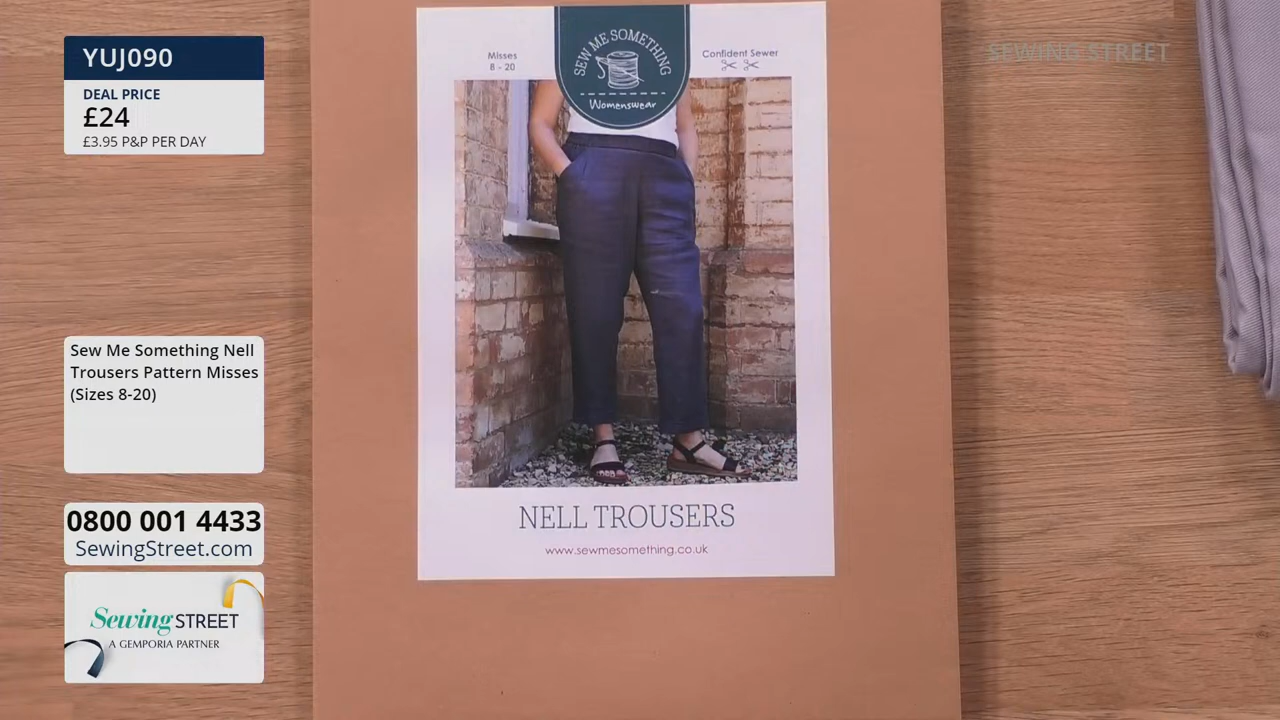 YUJ090
DEAL PRICE
£24
£3.95 P&P PER DAY
Sew Me Something Nell
Trousers Pattern Misses
(Sizes 8-20)
0800 001 4433
SewingStreet.com
Sewing STREET
A GEMPORIA PARTNER
Misses
8 - 20
SEW ME SOMETHING
Womenswear
Confident Sewer
NELL TROUSERS
www.sewmesomething.co.uk
SEWING STREET